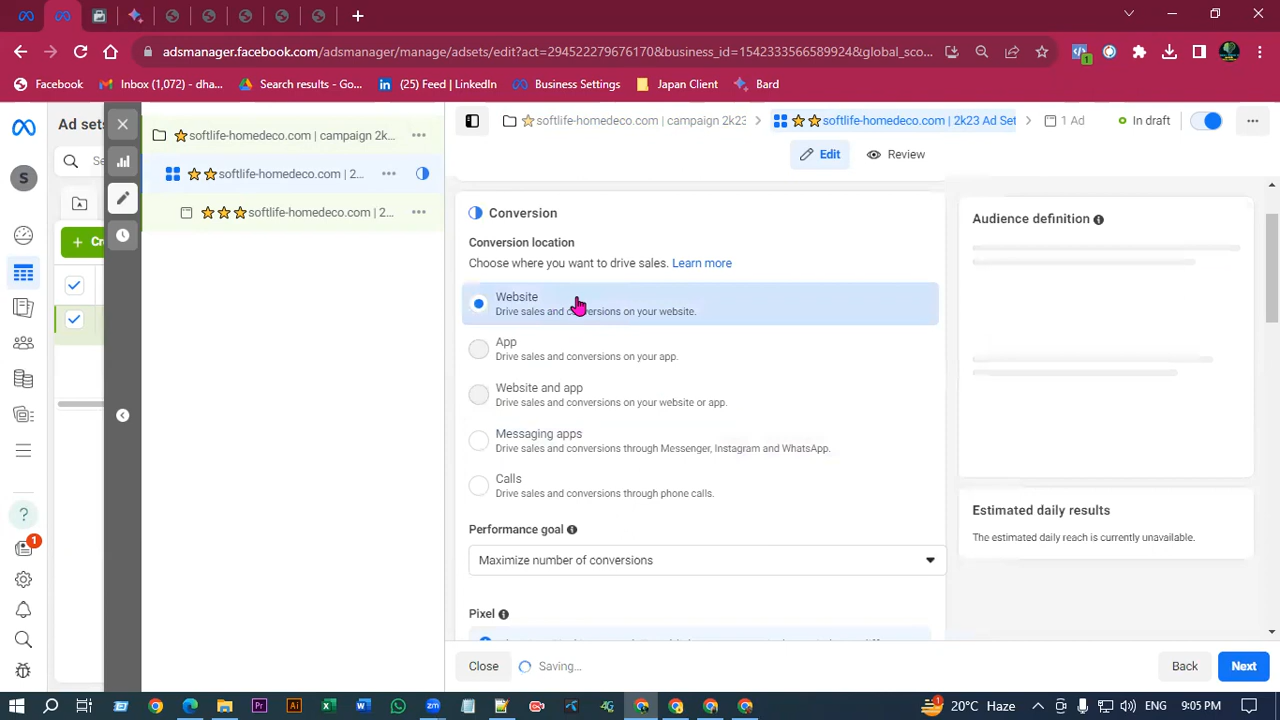 adsmanager.facebook.com/adsmanager/manage/adsets/edit?act=294522279676170&business_id=1542333566589924&global_sco...
1
Facebook
Inbox (1,072) - dha...
Search results - Go...
(25) Feed | LinkedIn
Business Settings
Japan Client
Bard
Ad sets
softlife-homedeco.com | campaign 2k...
softlife-homedeco.com | campaign 2k23
softlife-homedeco.com | 2k23 Ad Set
1 Ad
In draft
Edit
Review
S
softlife-homedeco.com | 2...
softlife-homedeco.com | 2...
Conversion
Conversion location
Choose where you want to drive sales. Learn more
Website
Drive sales and conversions on your website.
App
Drive sales and conversions on your app.
Website and app
Drive sales and conversions on your website or app.
Messaging apps
Drive sales and conversions through Messenger, Instagram and WhatsApp.
Calls
Drive sales and conversions through phone calls.
Performance goal
Maximize number of conversions
Pixel
Audience definition
Estimated daily results
The estimated daily reach is currently unavailable.
1
Close
Saving...
Back
Next
1
20°C Haze
9:05 PM